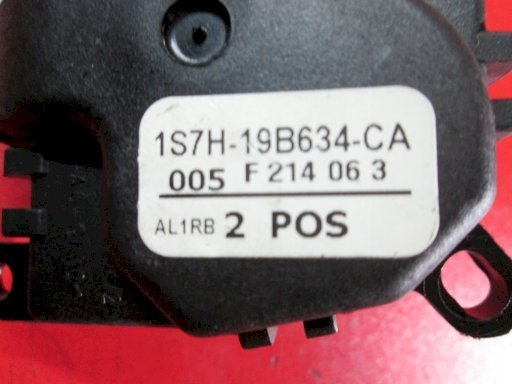 1S7H-19B634-CA
005 F 214 06 3
AL1RB 2 POS